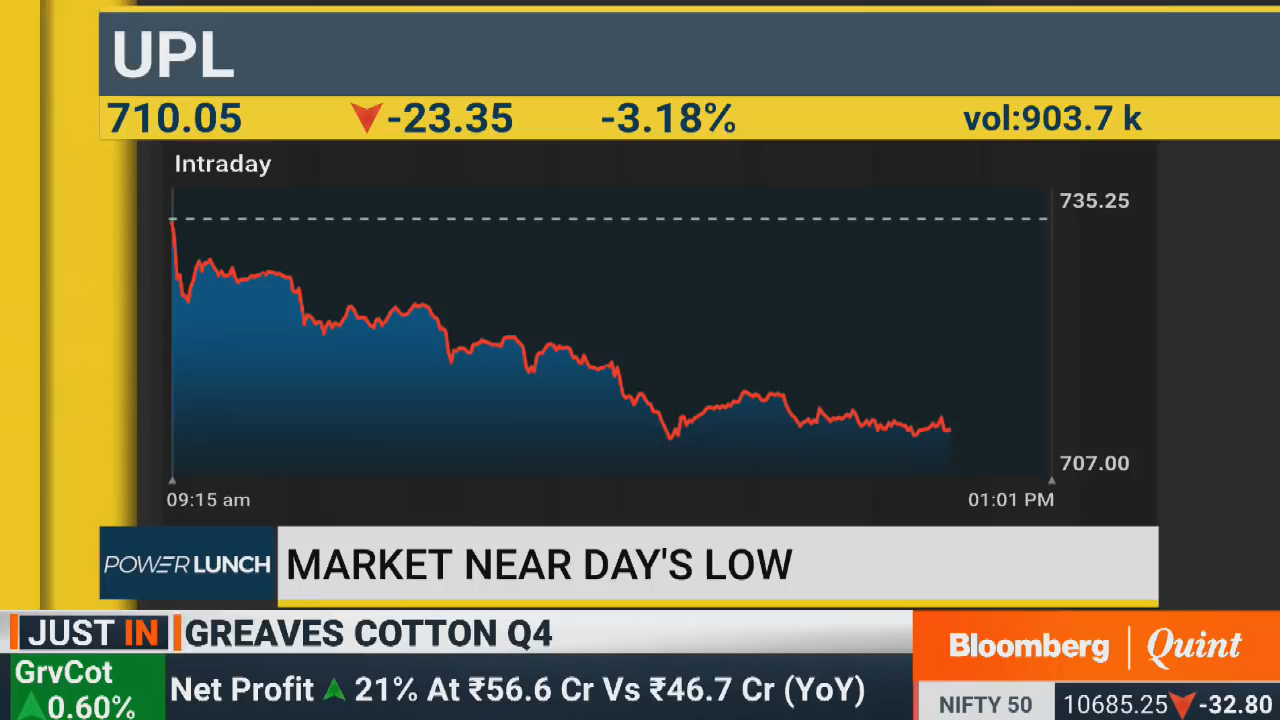 UPL
710.05 -23.35 -3.18% vol:903.7 k
Intraday
735.25
707.00
09:15 am 01:01 PM
POWER LUNCH MARKET NEAR DAY'S LOW
JUST IN GREAVES COTTON Q4
Bloomberg | Quint
GrvCot
0.60%
Net Profit 21% At ₹56.6 Cr Vs ₹46.7 Cr (YoY)
NIFTY 50 10685.25 -32.80